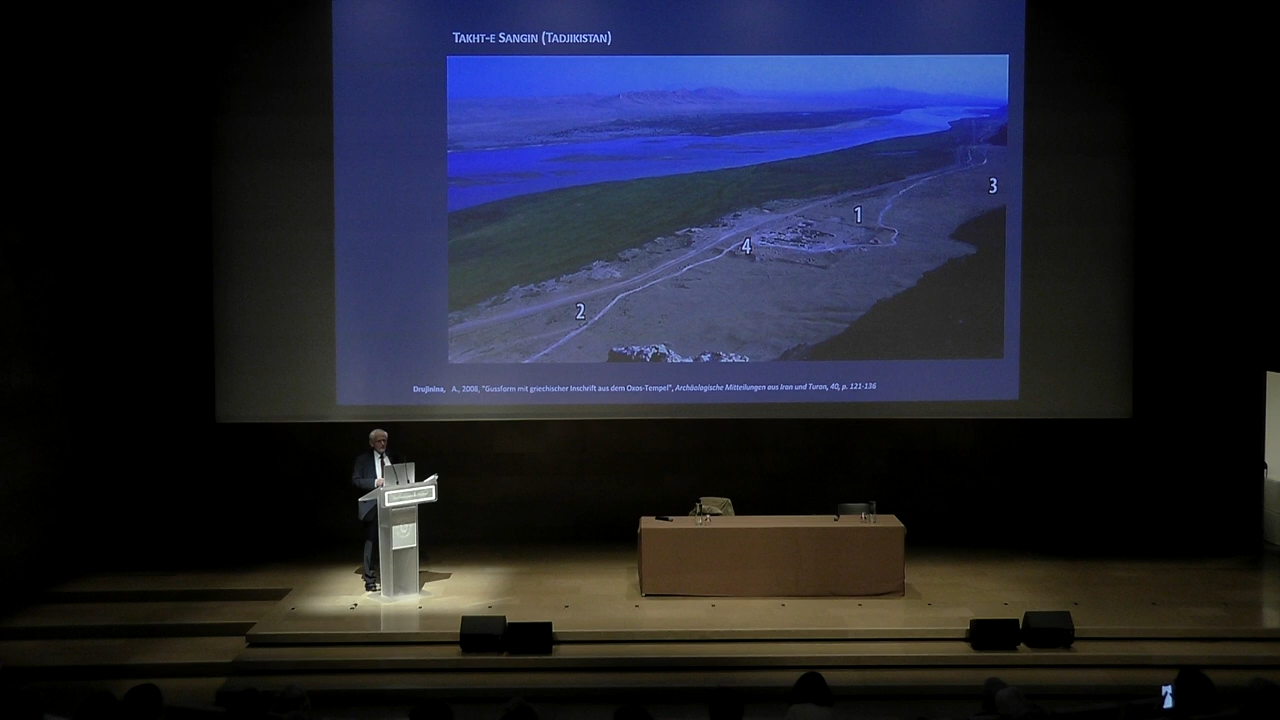 TAKHT-E SANGIN (TADJIKISTAN)
3
1
4
2
Drujinina, A., 2008, "Gussform mit griechischer Inschrift aus dem Oxos-Tempel", Archäologische Mitteilungen aus Iran und Turan, 40, p. 121-136